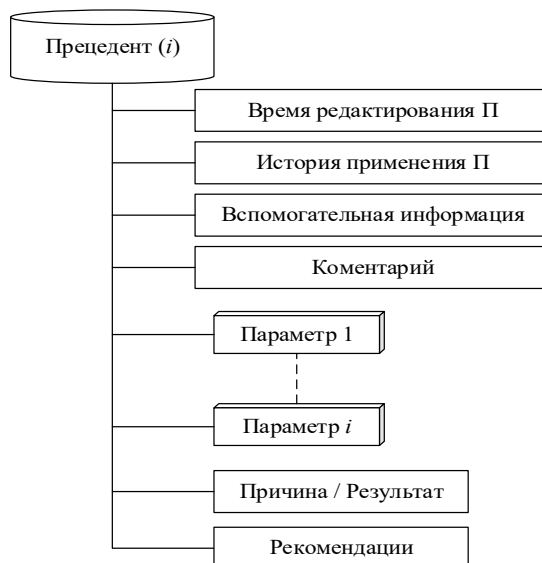 Прецедент (i)
Время редактирования П
История применения П
Вспомогательная информация
Коментарий
Параметр 1
Параметр i
Причина / Результат
Рекомендации